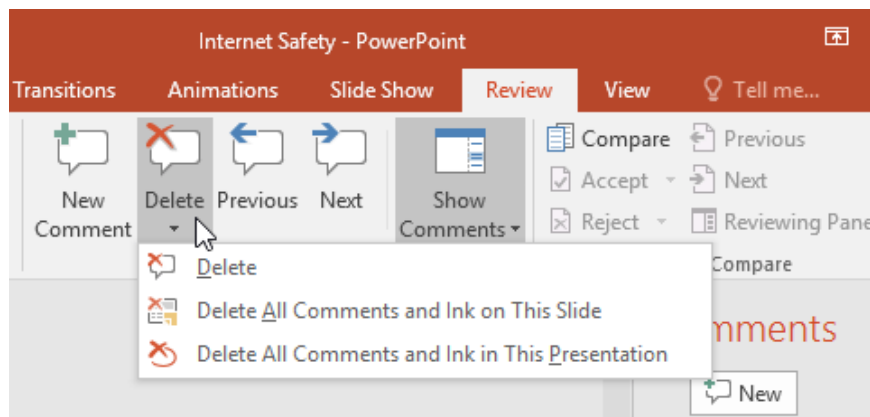 Internet Safety - PowerPoint
Transitions Animations Slide Show Review View Tell me...
New Comment
Delete
Previous
Next
Show Comments
Compare
Accept
Reject
Previous
Next
Reviewing Pane
Compare
Delete
Delete All Comments and Ink on This Slide
Delete All Comments and Ink in This Presentation
mments
New